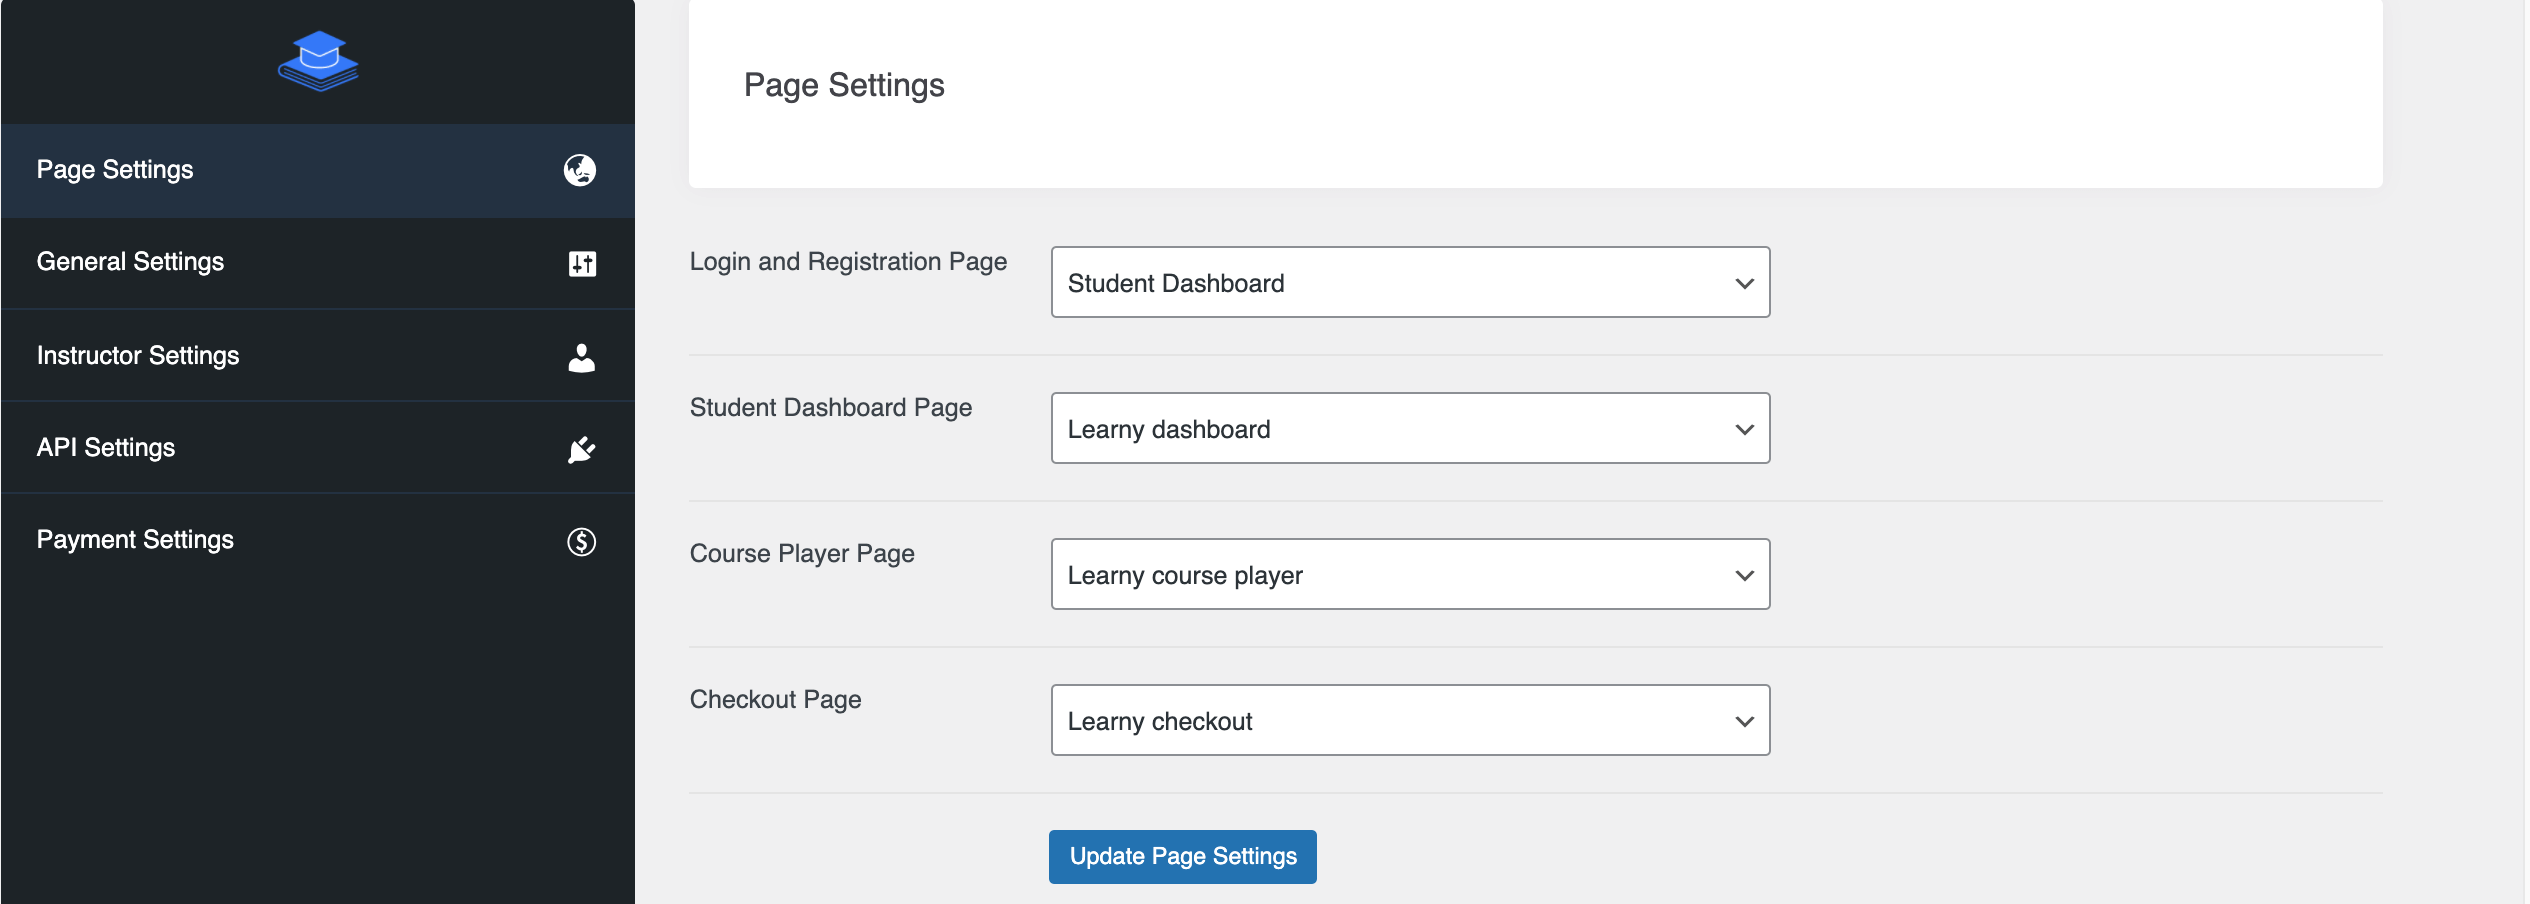 Page Settings
General Settings
Instructor Settings
API Settings
Payment Settings
Page Settings
Login and Registration Page
Student Dashboard
Student Dashboard Page
Learny dashboard
Course Player Page
Learny course player
Checkout Page
Learny checkout
Update Page Settings